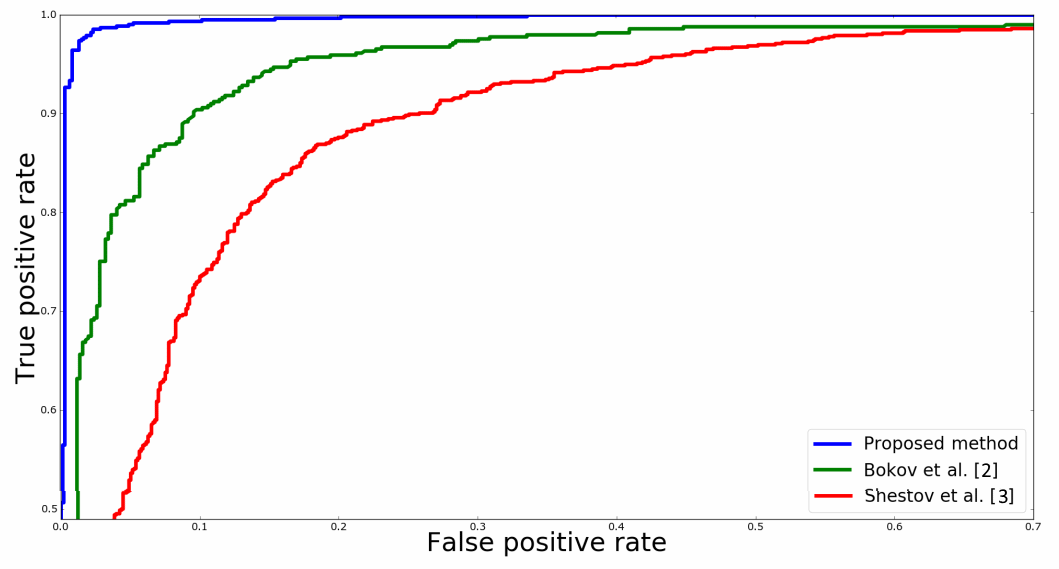 1.0
0.9
0.8
0.7
0.6
0.5
True positive rate
0.0 0.1 0.2 0.3 0.4 0.5 0.6 0.7
False positive rate
Proposed method
Bokov et al. [2]
Shestov et al. [3]